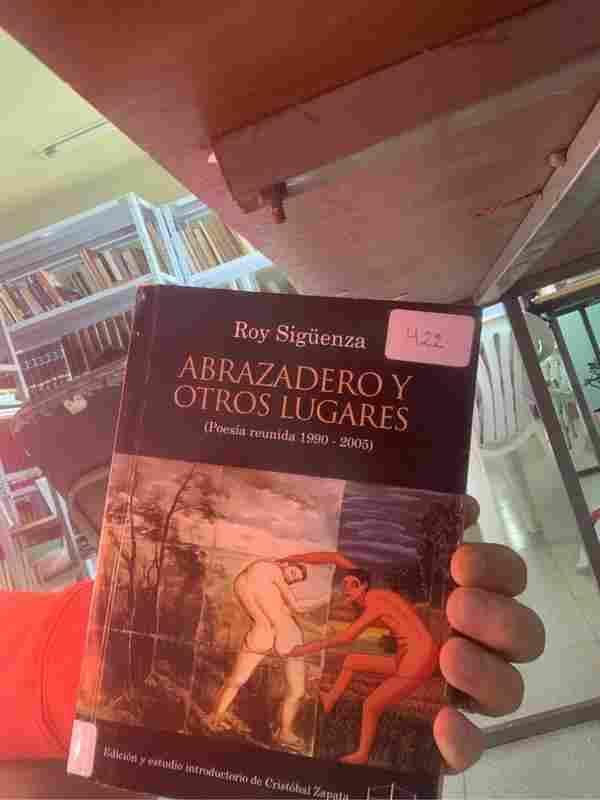 Roy Sigüenza
422
ABRAZADERO Y
OTROS LUGARES
(Poesía reunida 1990 - 2005)
Edición y estudio introductorio de Cristóbal Zapata